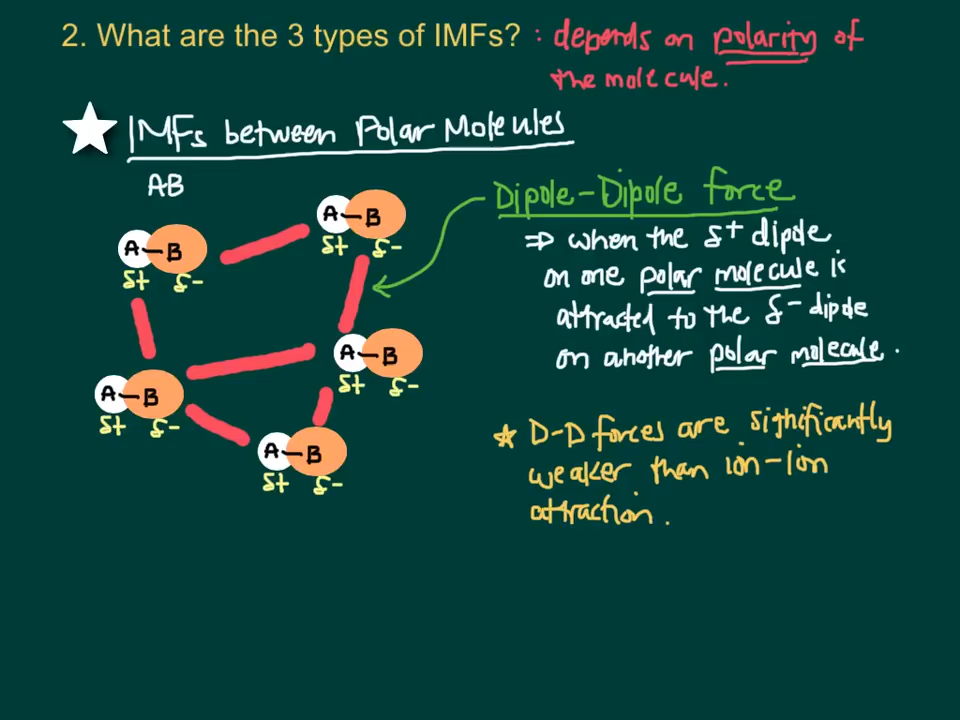 2. What are the 3 types of IMFs? : depends on polarity of
the molecule.
IMFs between Polar Molecules
AB
Dipole-Dipole force
⇒ when the δ+ dipole
on one polar molecule is
attracted to the δ- dipole
on another polar molecule.
A-B
δ+ δ-
A-B
δ+ δ-
A-B
δ+ δ-
A-B
δ+ δ-
A-B
δ+ δ-
* D-D forces are significantly
weaker than ion-ion
attraction.